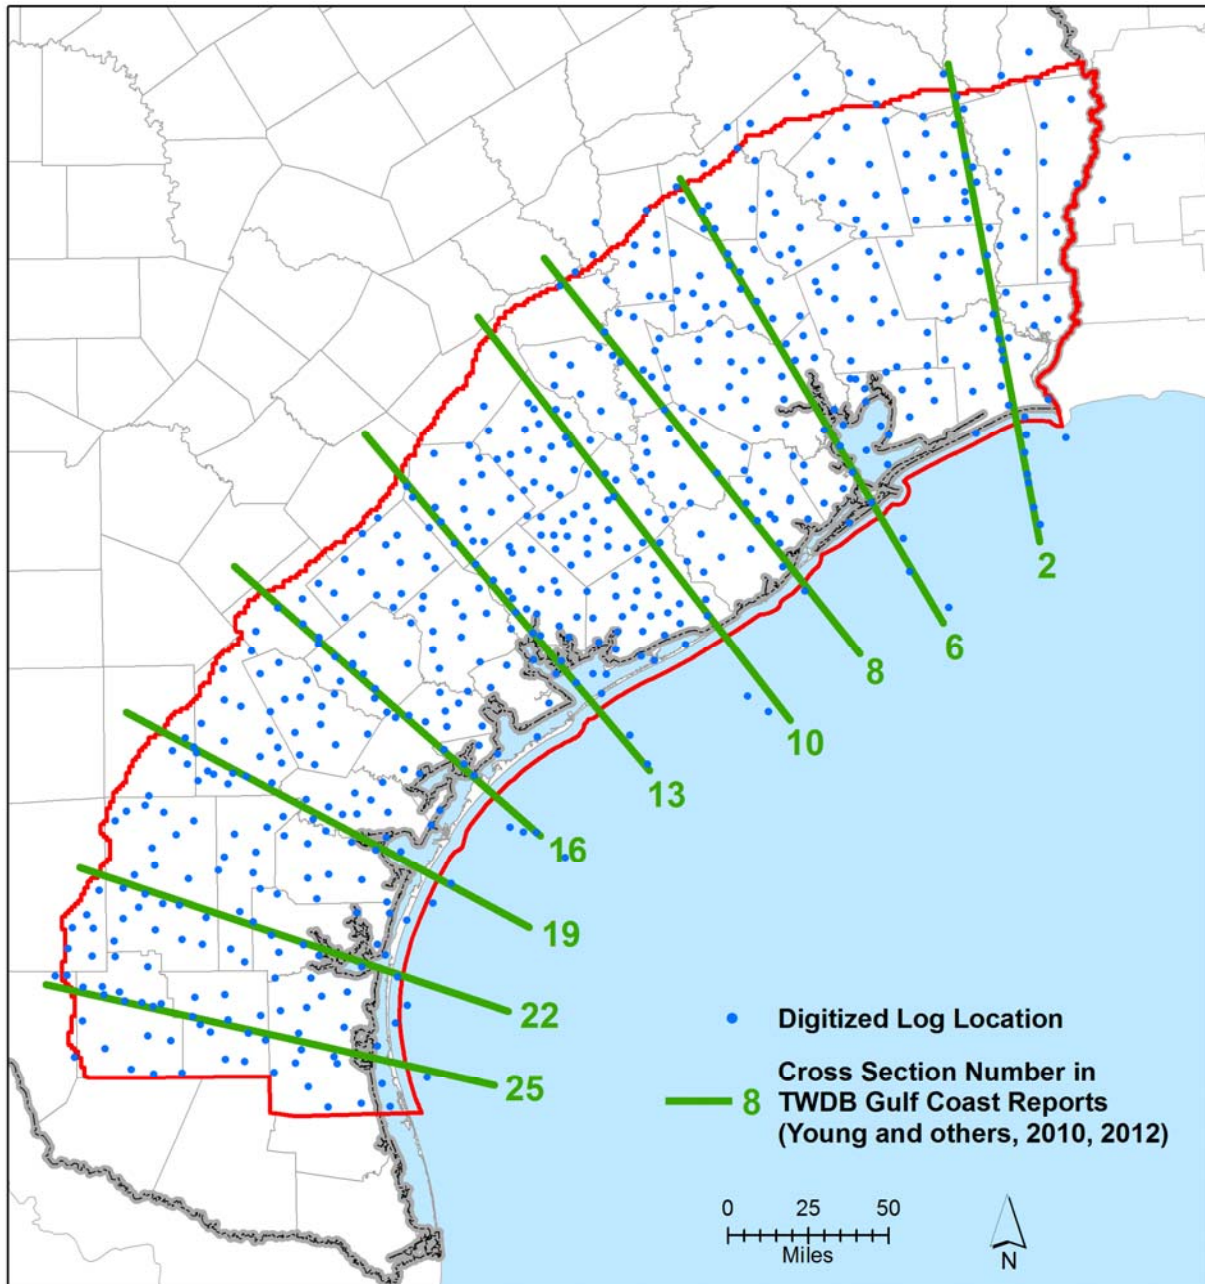 2
6
8
10
13
16
19
22
25
Digitized Log Location
8 Cross Section Number in
TWDB Gulf Coast Reports
(Young and others, 2010, 2012)
0 25 50
Miles
N